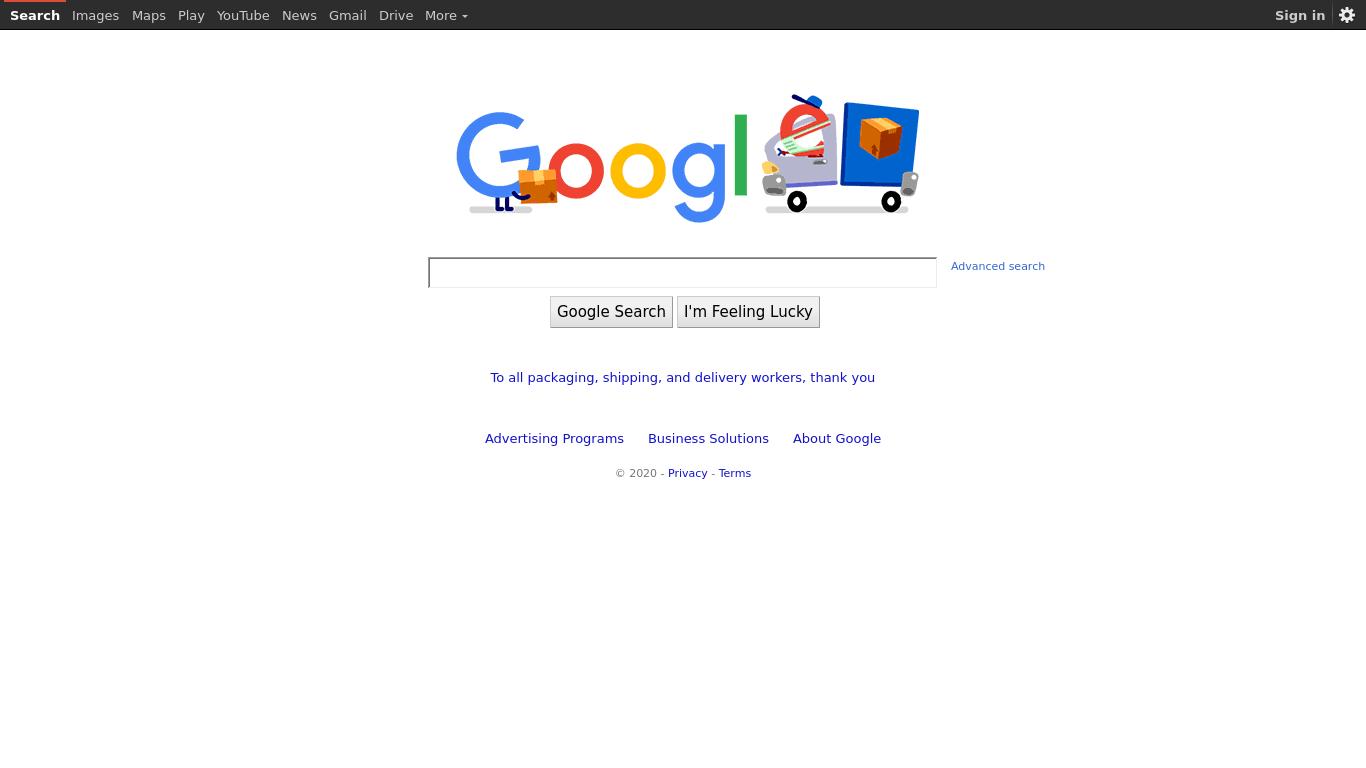 Search Images Maps Play YouTube News Gmail Drive More Sign in
Google
Advanced search
Google Search I'm Feeling Lucky
To all packaging, shipping, and delivery workers, thank you
Advertising Programs Business Solutions About Google
© 2020 - Privacy - Terms